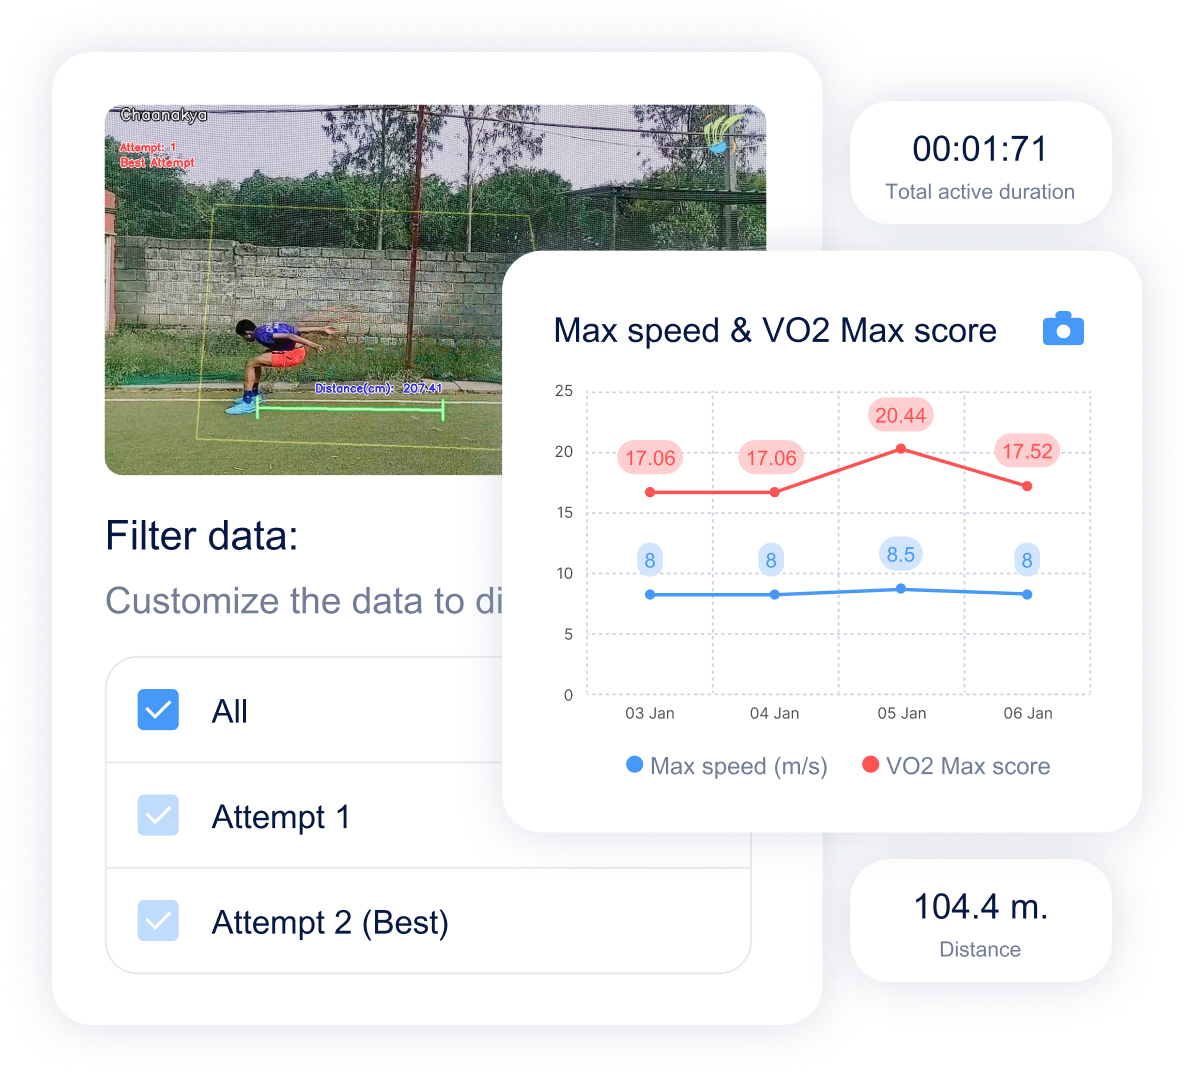 Chaanakya
Attempt: 1
Best Attempt
Distance(cm): 207.41
00:01:71
Total active duration
Max speed & VO2 Max score
25
20
15
10
5
0
17.06
17.06
20.44
17.52
8
8
8.5
8
03 Jan
04 Jan
05 Jan
06 Jan
Max speed (m/s)
VO2 Max score
Filter data:
Customize the data to di
All
Attempt 1
Attempt 2 (Best)
104.4 m.
Distance